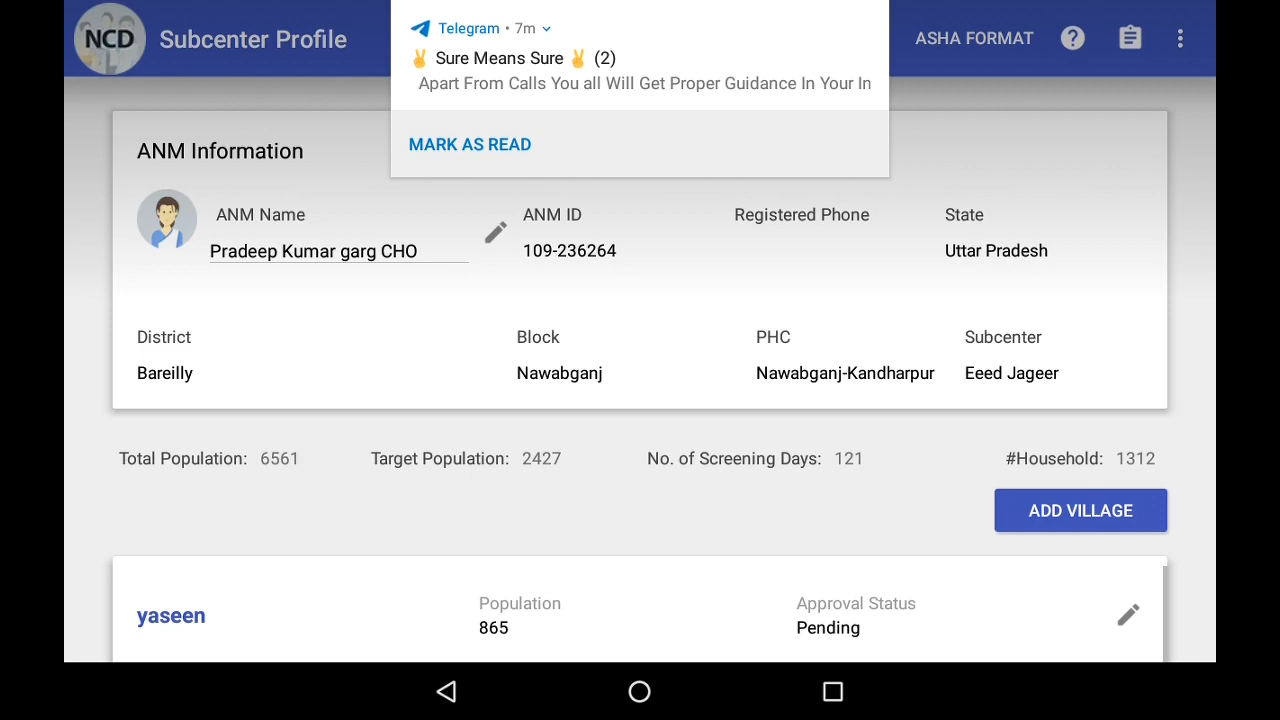 NCD
Subcenter Profile
Telegram • 7m
✌ Sure Means Sure ✌ (2)
Apart From Calls You all Will Get Proper Guidance In Your In
MARK AS READ
ASHA FORMAT
ANM Information
ANM Name
Pradeep Kumar garg CHO
ANM ID
109-236264
Registered Phone
State
Uttar Pradesh
District
Bareilly
Block
Nawabganj
PHC
Nawabganj-Kandharpur
Subcenter
Eeed Jageer
Total Population: 6561
Target Population: 2427
No. of Screening Days: 121
#Household: 1312
ADD VILLAGE
yaseen
Population
865
Approval Status
Pending